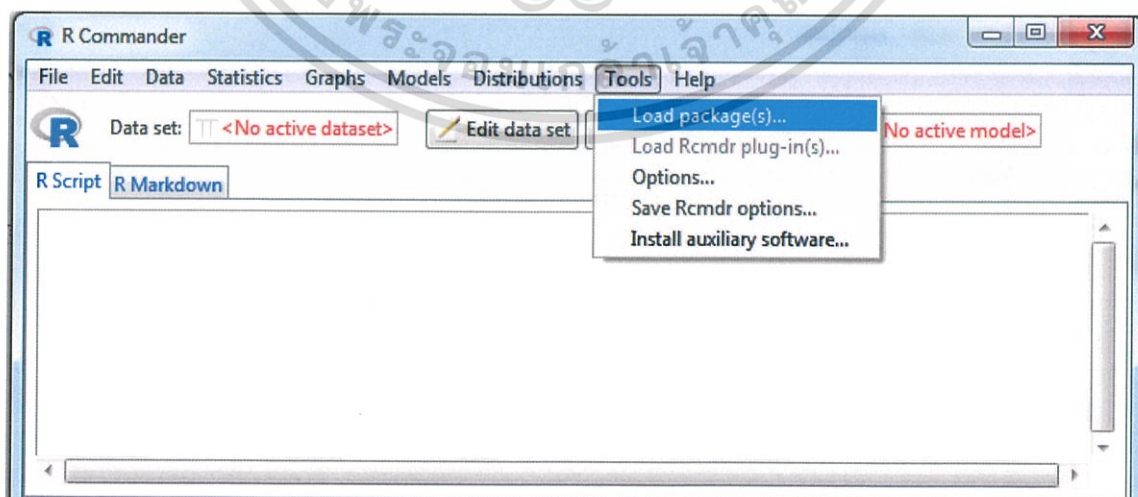 R Commander
File Edit Data Statistics Graphs Models Distributions Tools Help
R Data set: <No active dataset> Edit data set No active model>
Load package(s)...
Load Rcmdr plug-in(s)...
Options...
Save Rcmdr options...
Install auxiliary software...
R Script R Markdown